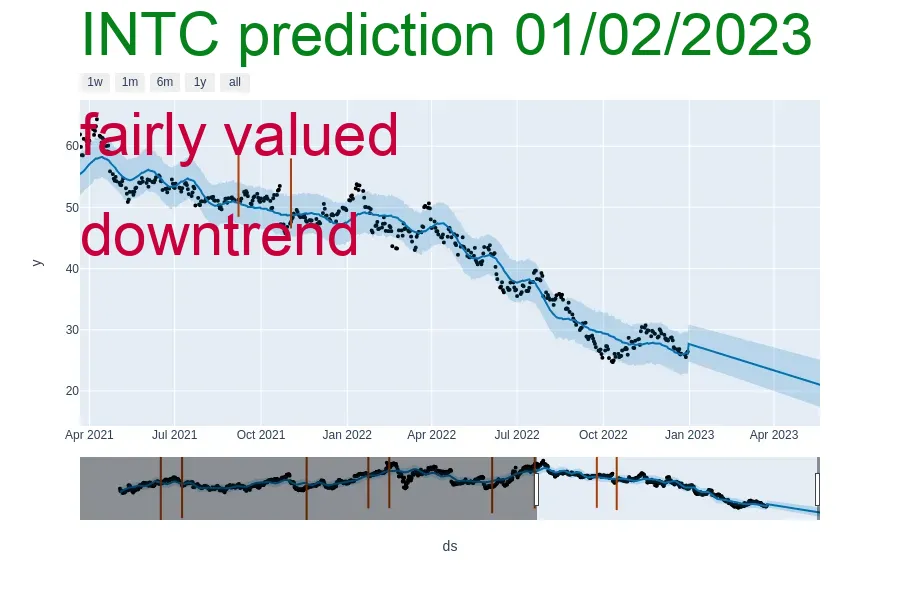 INTC prediction 01/02/2023
1w 1m 6m 1y all
fairly valued
downtrend
60
50
40
30
20
y
Apr 2021 Jul 2021 Oct 2021 Jan 2022 Apr 2022 Jul 2022 Oct 2022 Jan 2023 Apr 2023
ds